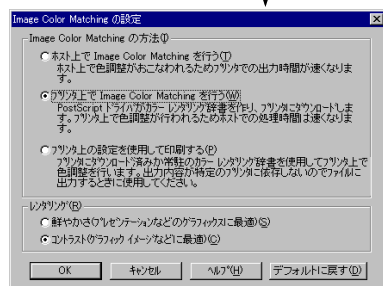 Image Color Matching の設定
Image Color Matching の方法(I)
ホスト上で Image Color Matching を行う(T)
ホスト上で色調整がおこなわれるためプリンタでの出力時間が速くなりま
す。
プリンタ上で Image Color Matching を行う(W)
PostScript ドライバがカラー レンダリング辞書を作り、プリンタにダウンロードしま
す。プリンタ上で色調整が行われるためホストでの処理時間は速くなりま
す。
プリンタ上の設定を使用して印刷する(P)
プリンタにダウンロード済みか常駐のカラー レンダリング辞書を使用してプリンタ上で
色調整を行います。出力内容が特定のプリンタに依存しないのでファイルに
出力するときに使用してください。
レンダリング(R)
鮮やかさ(プレゼンテーションなどのグラフィックスに最適)(S)
コントラスト(グラフィック イメージなどに最適)(C)
OK
キャンセル
ヘルプ(H)
デフォルトに戻す(D)